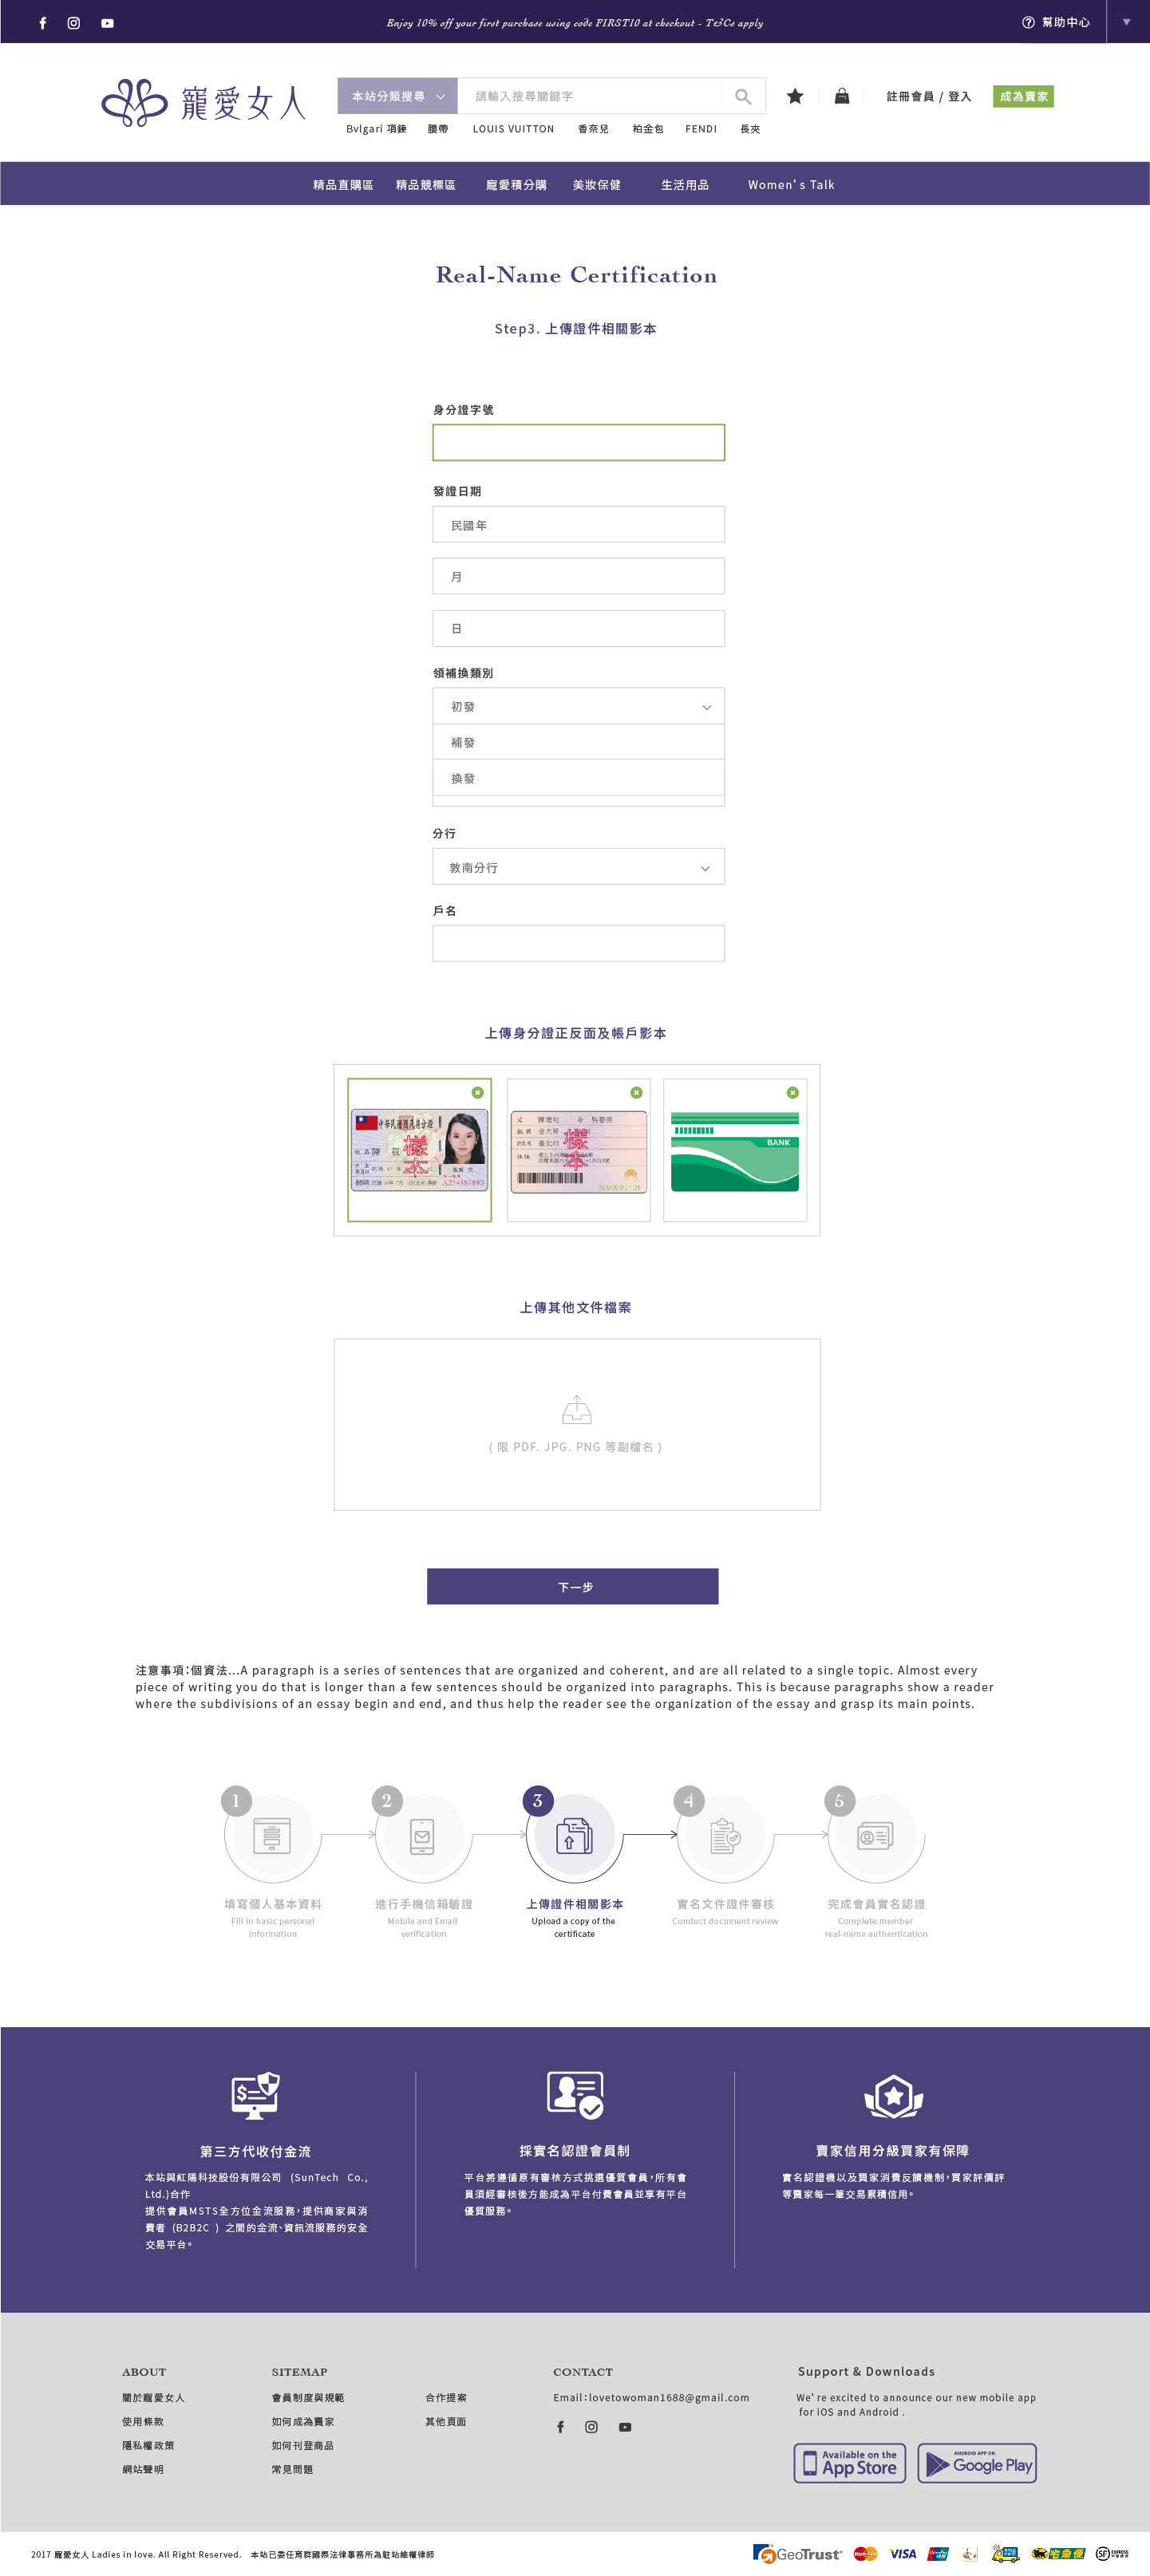 Enjoy 10% off your first purchase using code FIRST10 at checkout - T&Cs apply
幫助中心
寵愛女人
本站分類搜尋
請輸入搜尋關鍵字
註冊會員 / 登入
成為賣家
Bvlgari 項鍊 腰帶 LOUIS VUITTON 香奈兒 柏金包 FENDI 長夾
精品直購區 精品競標區 寵愛積分購 美妝保健 生活用品 Women’s Talk
Real-Name Certification
Step3. 上傳證件相關影本
身分證字號
發證日期
民國年
月
日
領補換類別
初發
補發
換發
分行
敦南分行
戶名
上傳身分證正反面及帳戶影本
中華民國國民身分證
樣本
A234567890
樣本
0000000106
BANK
上傳其他文件檔案
( 限 PDF. JPG. PNG 等副檔名 )
下一步
注意事項：個資法...A paragraph is a series of sentences that are organized and coherent, and are all related to a single topic. Almost every
piece of writing you do that is longer than a few sentences should be organized into paragraphs. This is because paragraphs show a reader
where the subdivisions of an essay begin and end, and thus help the reader see the organization of the essay and grasp its main points.
1 2 3 4 5
填寫個人基本資料 進行手機信箱驗證 上傳證件相關影本 實名文件證件審核 完成會員實名認證
Fill in basic personal Mobile and Email Upload a copy of the Conduct document review Complete member
information verification certificate real-name authentication
第三方代收付金流
本站與紅陽科技股份有限公司 (SunTech Co.,
Ltd.)合作
提供會員MSTS全方位金流服務，提供商家與消
費者 (B2B2C ) 之間的金流、資訊流服務的安全
交易平台。
採實名認證會員制
平台將遵循原有審核方式挑選優質會員，所有會
員須經審核後方能成為平台付費會員並享有平台
優質服務。
賣家信用分級買家有保障
實名認證機以及買家消費反饋機制，買家評價評
等賣家每一筆交易累積信用。
ABOUT
關於寵愛女人
使用條款
隱私權政策
網站聲明
SITEMAP
會員制度與規範
如何成為賣家
如何刊登商品
常見問題
合作提案
其他頁面
CONTACT
Email：lovetowoman1688@gmail.com
Support & Downloads
We’re excited to announce our new mobile app
for iOS and Android .
Available on the
App Store
ANDROID APP ON
Google Play
2017 寵愛女人 Ladies in love. All Right Reserved. 本站已委任育群國際法律事務所為駐站維權律師
GeoTrust
MasterCard
VISA
宅急便
SF EXPRESS